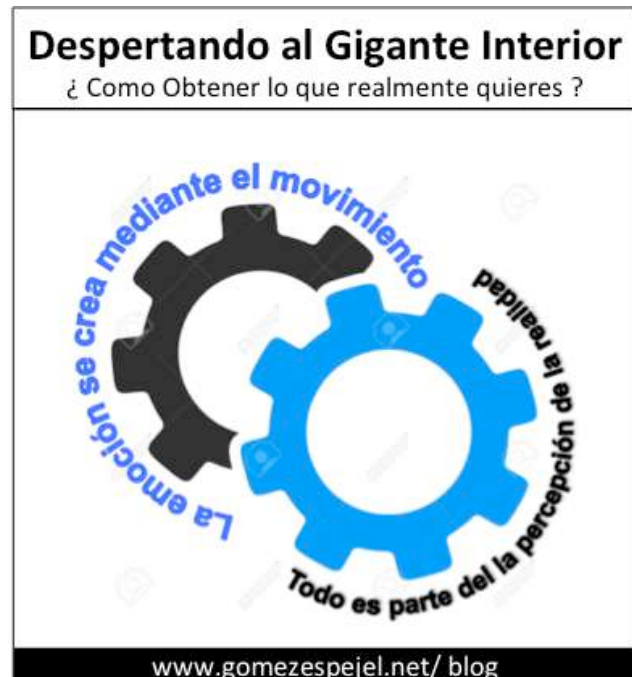 Despertando al Gigante Interior
¿ Como Obtener lo que realmente quieres ?
La emoción se crea mediante el movimiento
Todo es parte del la percepción de la realidad
www.gomezespejel.net/ blog